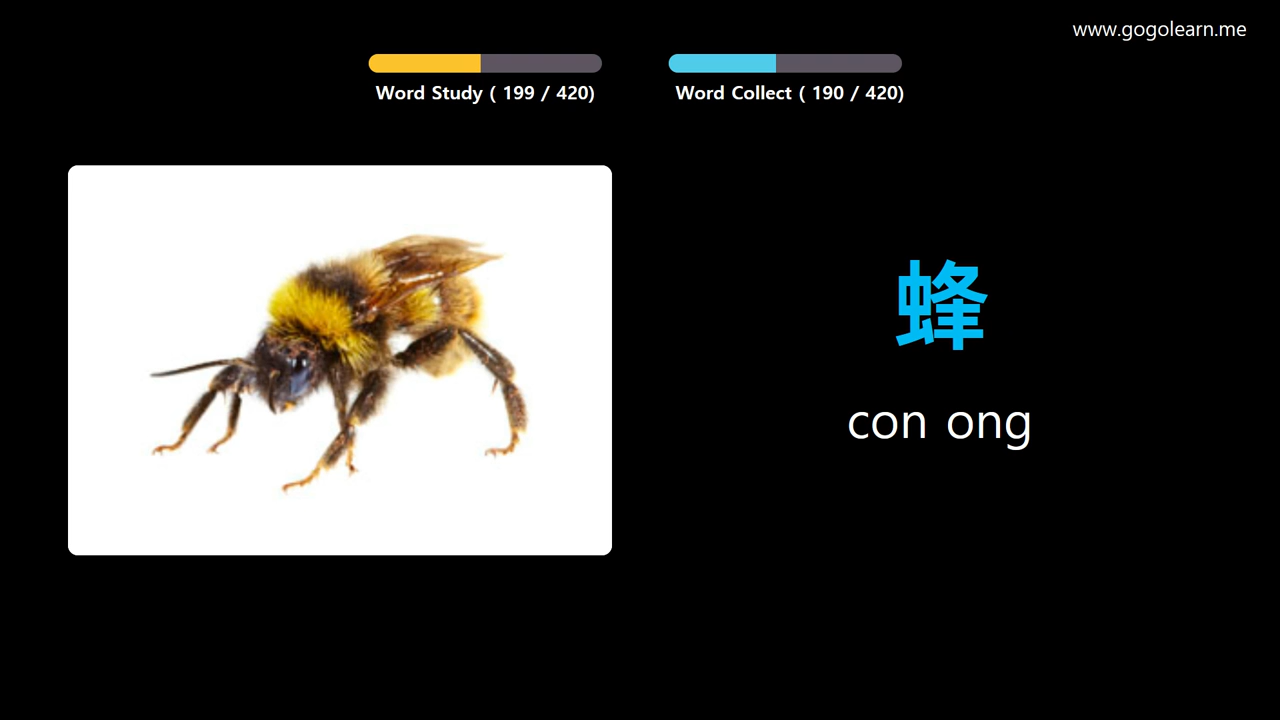 www.gogolearn.me
Word Study ( 199 / 420)
Word Collect ( 190 / 420)
蜂
con ong